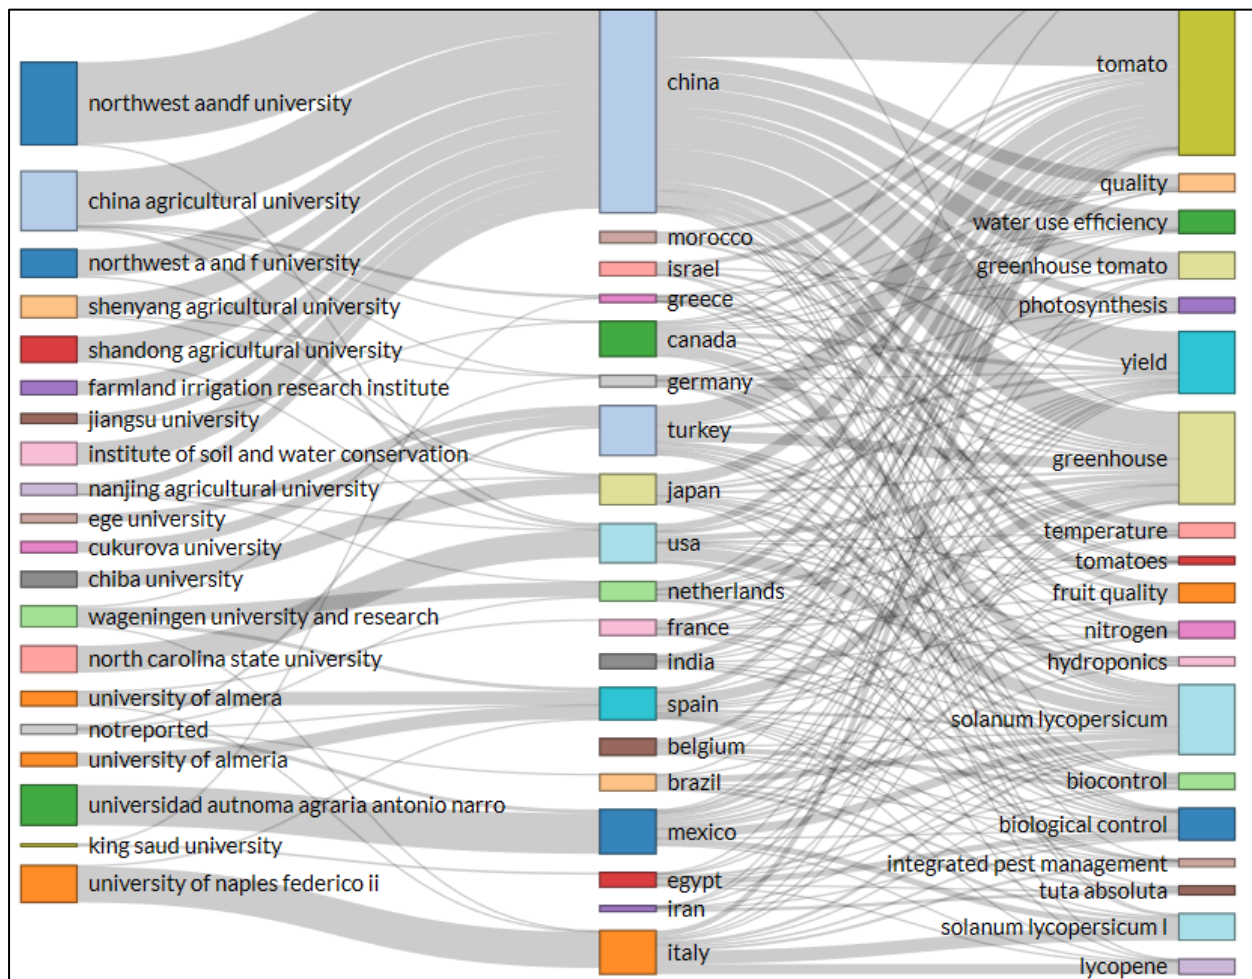 northwest aandf university
china agricultural university
northwest a and f university
shenyang agricultural university
shandong agricultural university
farmland irrigation research institute
jiangsu university
institute of soil and water conservation
nanjing agricultural university
ege university
cukurova university
chiba university
wageningen university and research
north carolina state university
university of almera
notreported
university of almeria
universidad autnoma agraria antonio narro
king saud university
university of naples federico ii
china
morocco
israel
greece
canada
germany
turkey
japan
usa
netherlands
france
india
spain
belgium
brazil
mexico
egypt
iran
italy
tomato
quality
water use efficiency
greenhouse tomato
photosynthesis
yield
greenhouse
temperature
tomatoes
fruit quality
nitrogen
hydroponics
solanum lycopersicum
biocontrol
biological control
integrated pest management
tuta absoluta
solanum lycopersicum l
lycopene